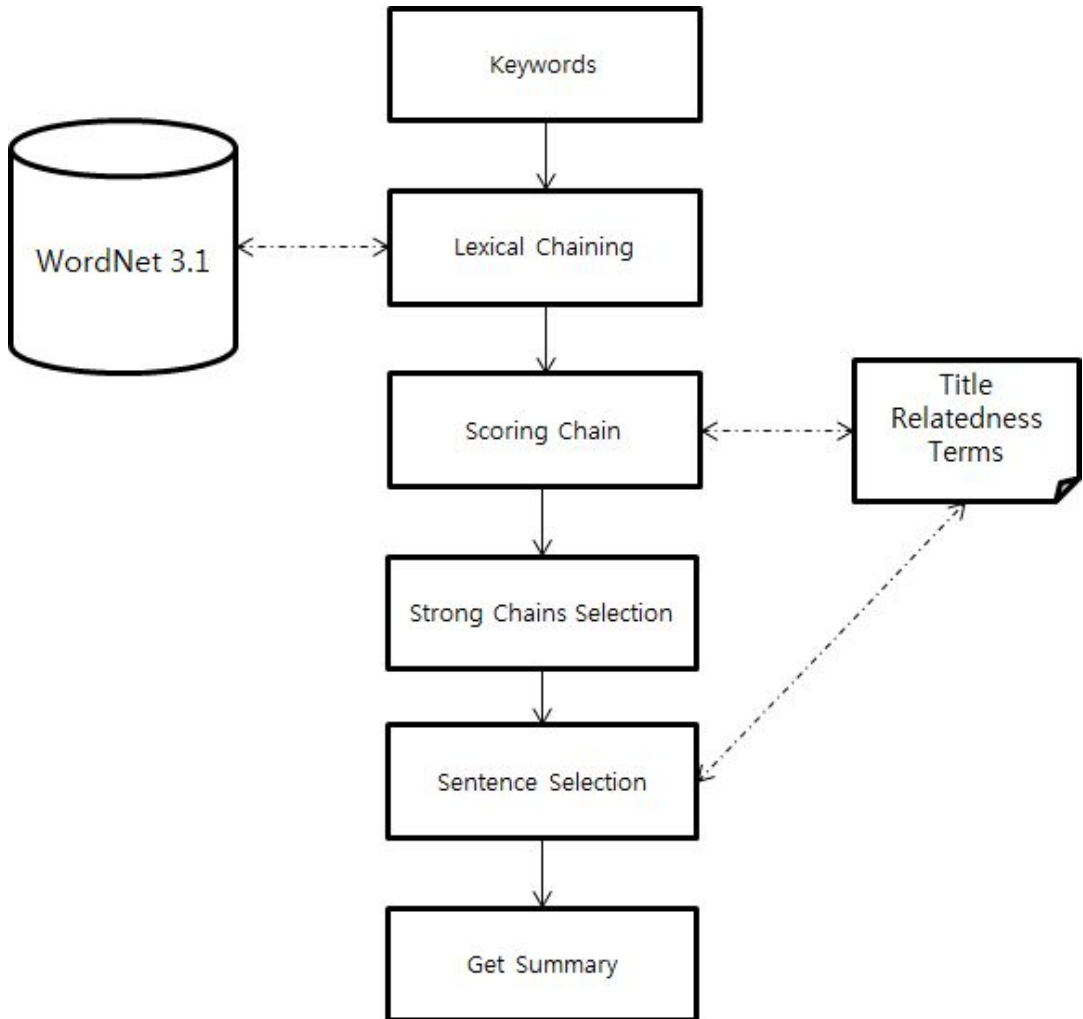 Keywords
WordNet 3.1
Lexical Chaining
Scoring Chain
Title
Relatedness
Terms
Strong Chains Selection
Sentence Selection
Get Summary